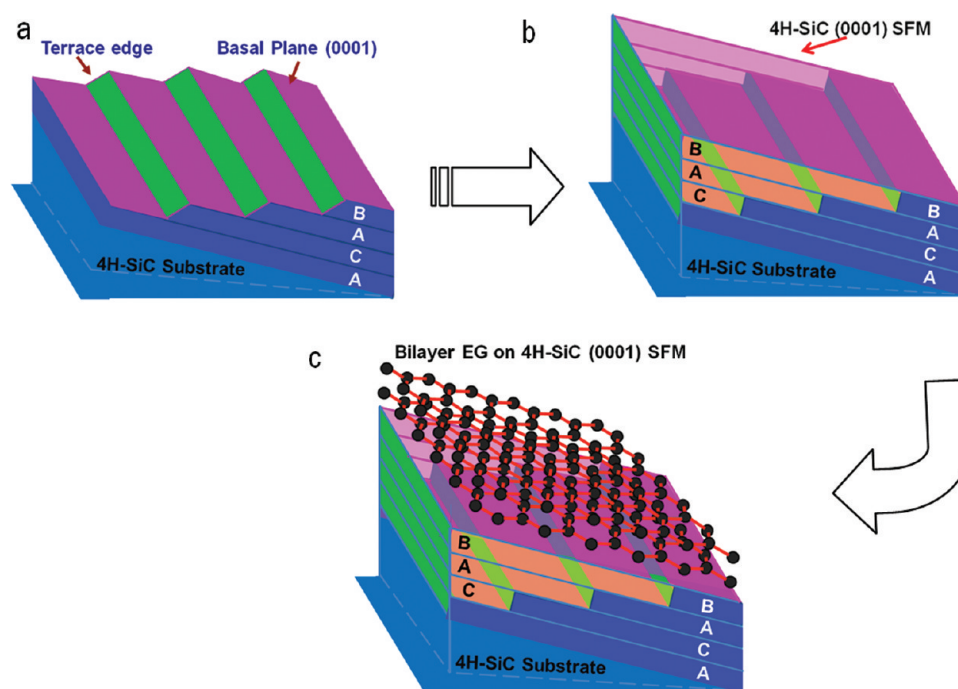 a
Terrace edge
Basal Plane (0001)
B
A
C
A
4H-SiC Substrate
b
4H-SiC (0001) SFM
B
A
C
B
A
C
A
4H-SiC Substrate
c
Bilayer EG on 4H-SiC (0001) SFM
B
A
C
B
A
C
A
4H-SiC Substrate